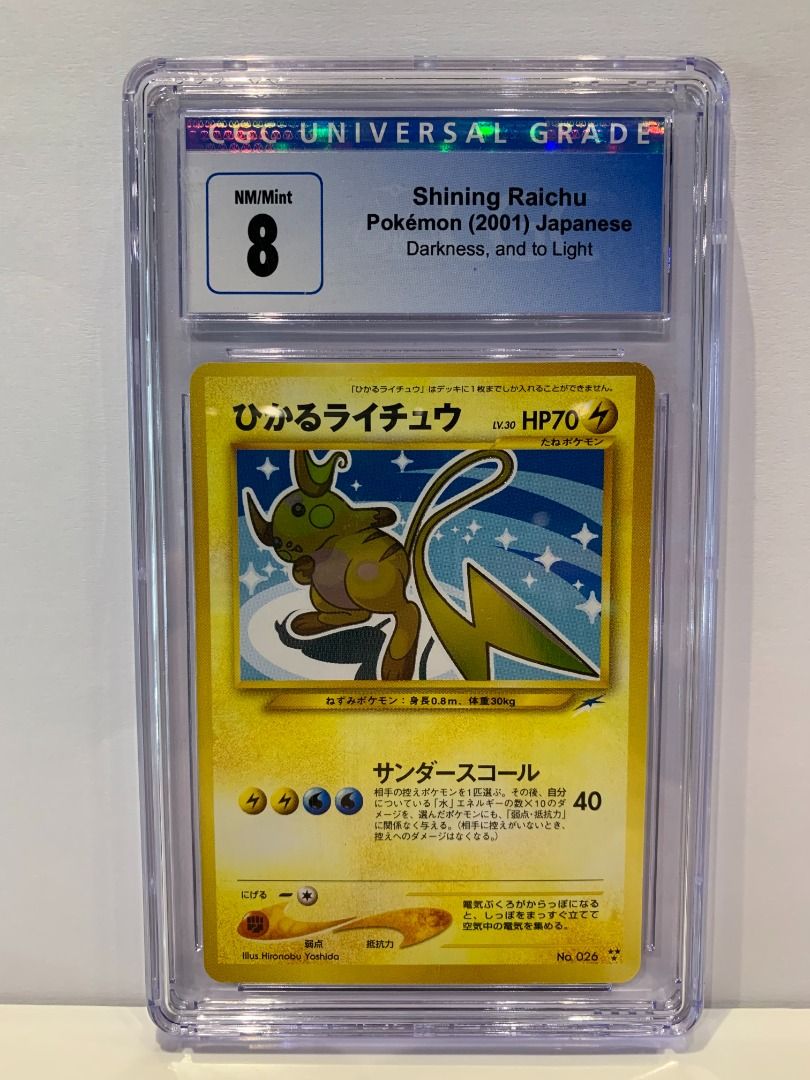 CGC UNIVERSAL GRADE
NM/Mint
8
Shining Raichu
Pokémon (2001) Japanese
Darkness, and to Light
「ひかるライチュウ」はデッキに1枚までしか入れることができません。
ひかるライチュウ LV.30 HP70
たねポケモン
ねずみポケモン:身長0.8m、体重30kg
サンダースコール
相手の控えポケモンを1匹選ぶ。その後、自分
についている「水」エネルギーの数×10のダ
メージを、選んだポケモンにも、「弱点・抵抗力」
に関係なく与える。(相手に控えがいないとき、
控えへのダメージはなくなる。)
40
にげる
弱点 抵抗力
電気ぶくろがからっぽになる
と、しっぽをまっすぐ立てて
空気中の電気を集める。
Illus. Hironobu Yoshida No. 026